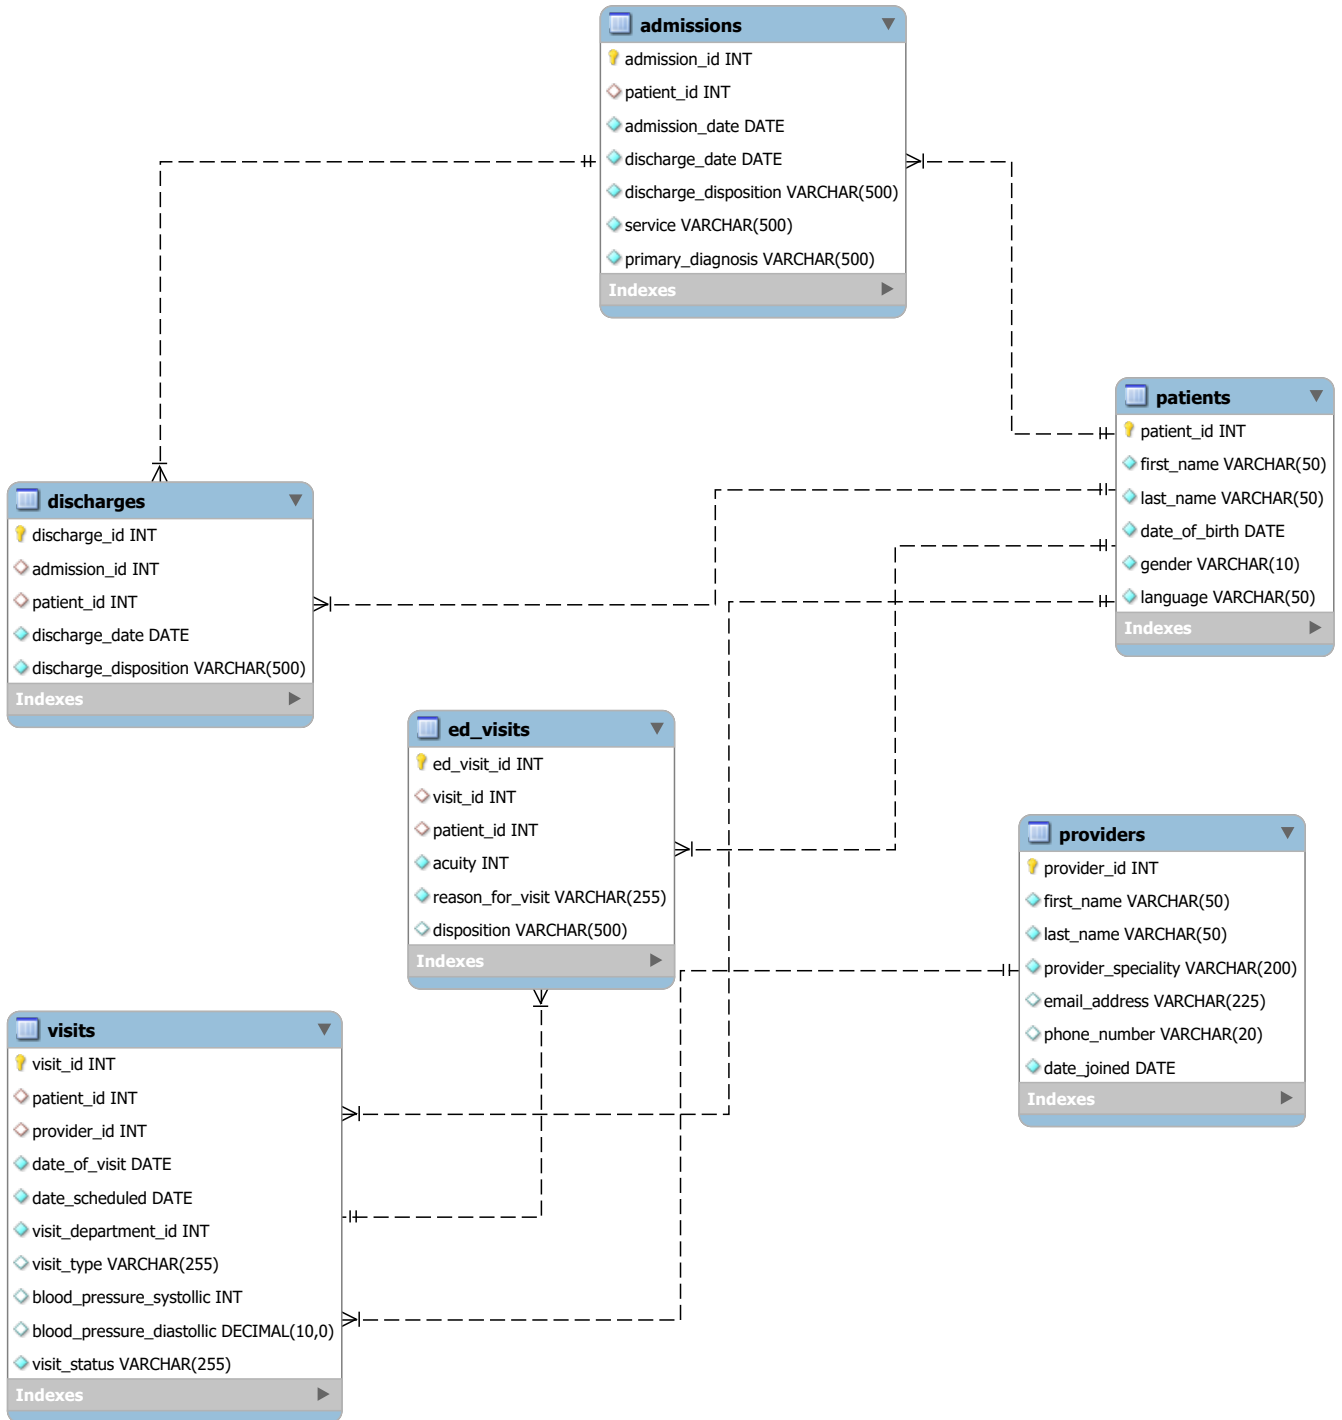 admissions
admission_id INT
patient_id INT
admission_date DATE
discharge_date DATE
discharge_disposition VARCHAR(500)
service VARCHAR(500)
primary_diagnosis VARCHAR(500)
Indexes
patients
patient_id INT
first_name VARCHAR(50)
last_name VARCHAR(50)
date_of_birth DATE
gender VARCHAR(10)
language VARCHAR(50)
Indexes
discharges
discharge_id INT
admission_id INT
patient_id INT
discharge_date DATE
discharge_disposition VARCHAR(500)
Indexes
ed_visits
ed_visit_id INT
visit_id INT
patient_id INT
acuity INT
reason_for_visit VARCHAR(255)
disposition VARCHAR(500)
Indexes
providers
provider_id INT
first_name VARCHAR(50)
last_name VARCHAR(50)
provider_speciality VARCHAR(200)
email_address VARCHAR(225)
phone_number VARCHAR(20)
date_joined DATE
Indexes
visits
visit_id INT
patient_id INT
provider_id INT
date_of_visit DATE
date_scheduled DATE
visit_department_id INT
visit_type VARCHAR(255)
blood_pressure_systollic INT
blood_pressure_diastollic DECIMAL(10,0)
visit_status VARCHAR(255)
Indexes